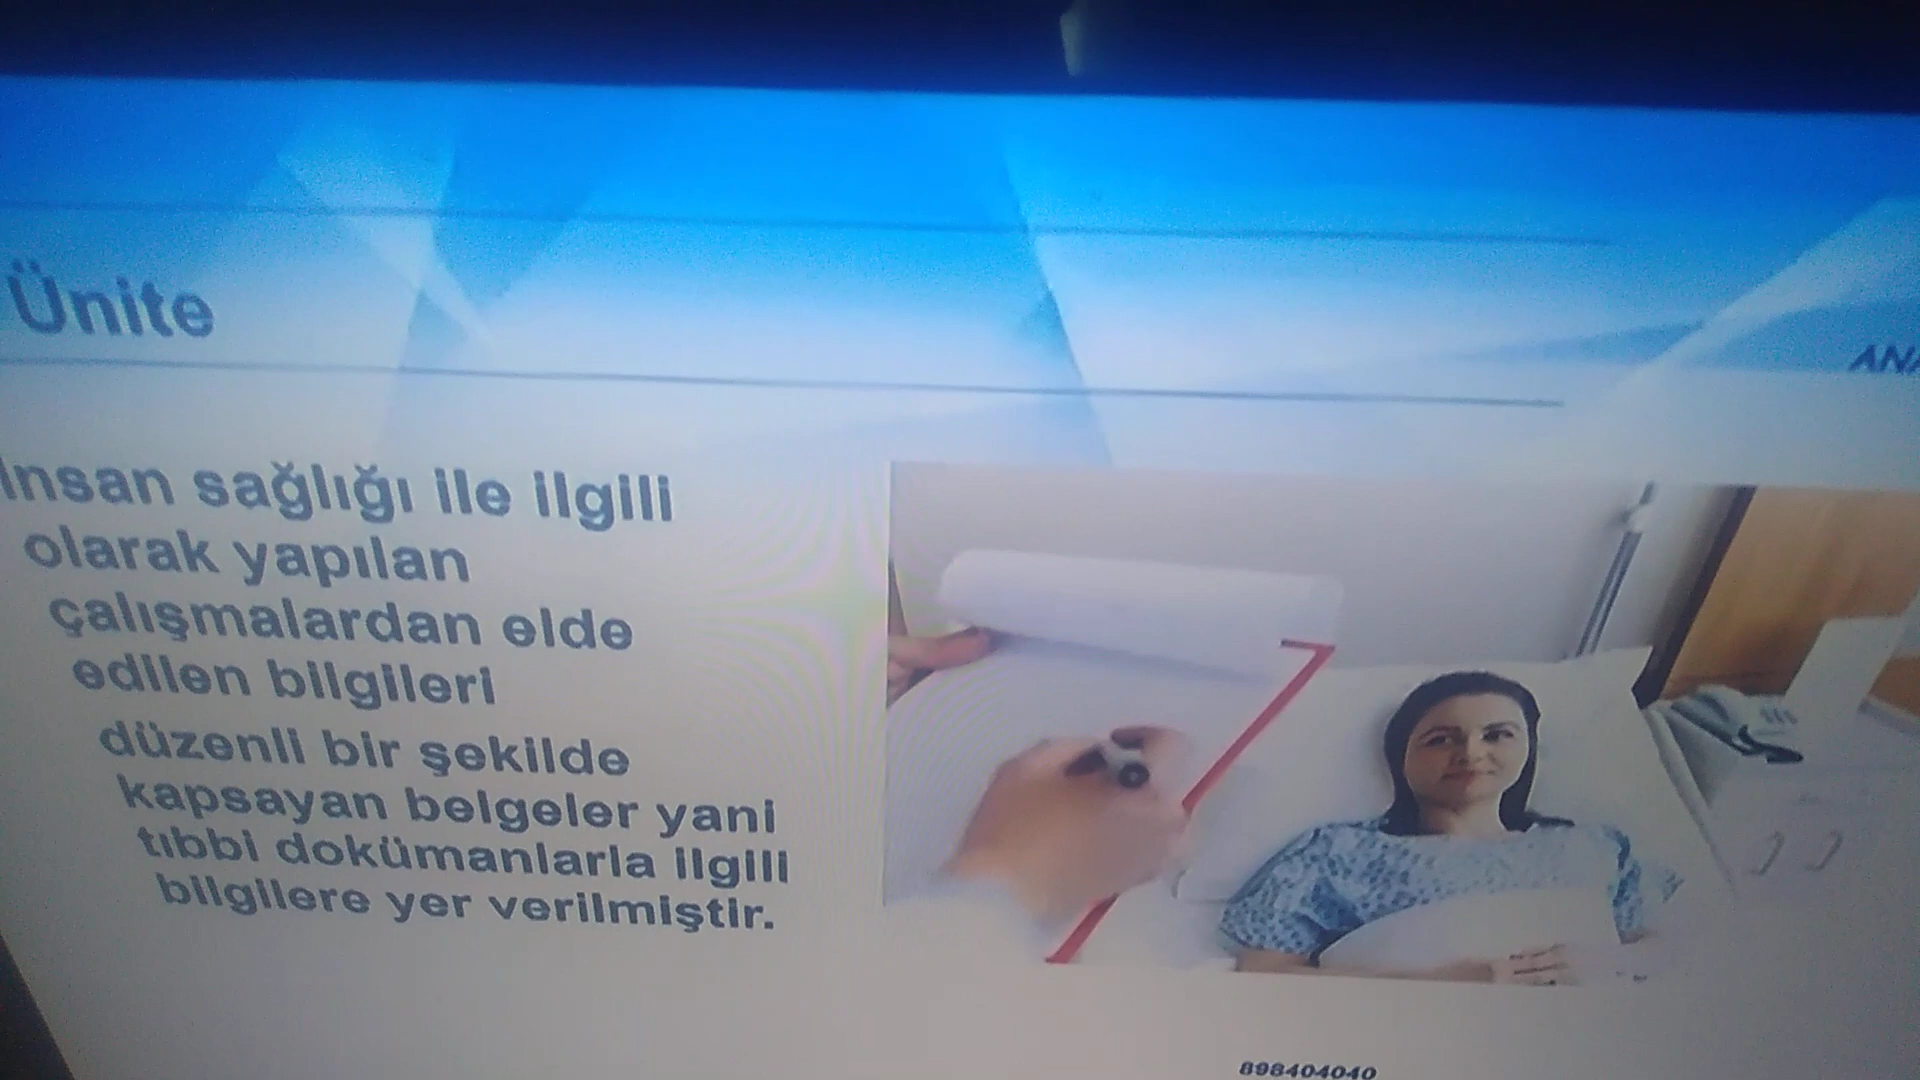 Ünite
İnsan sağlığı ile ilgili
olarak yapılan
çalışmalardan elde
edilen bilgileri
düzenli bir şekilde
kapsayan belgeler yani
tıbbi dokümanlarla ilgili
bilgilere yer verilmiştir.
898404040